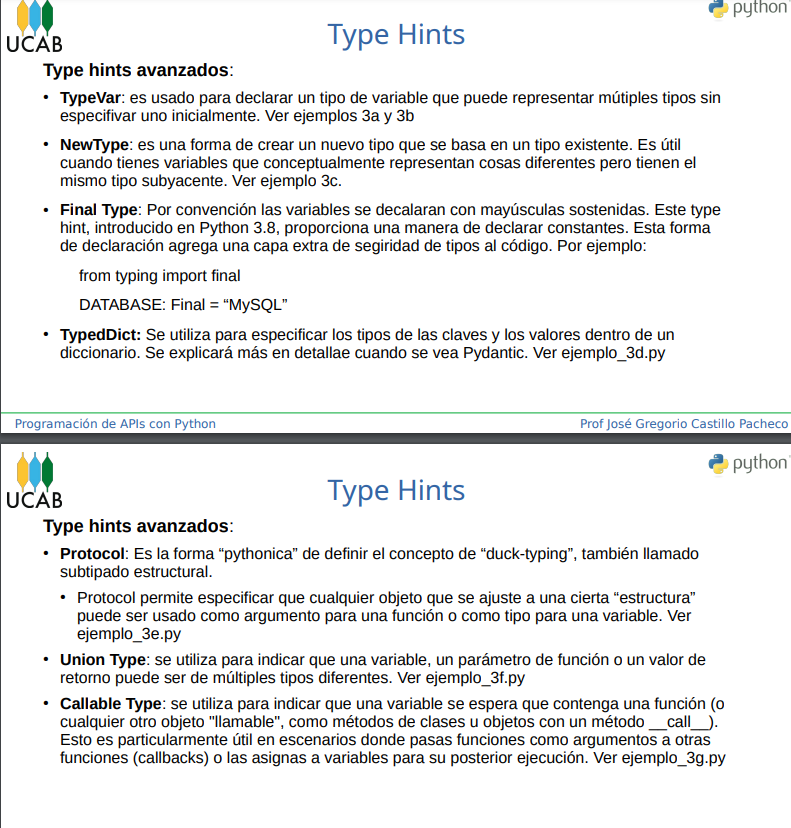 UCAB
python
Type Hints
Type hints avanzados:
• TypeVar: es usado para declarar un tipo de variable que puede representar mútiples tipos sin
especifivar uno inicialmente. Ver ejemplos 3a y 3b
• NewType: es una forma de crear un nuevo tipo que se basa en un tipo existente. Es útil
cuando tienes variables que conceptualmente representan cosas diferentes pero tienen el
mismo tipo subyacente. Ver ejemplo 3c.
• Final Type: Por convención las variables se decalaran con mayúsculas sostenidas. Este type
hint, introducido en Python 3.8, proporciona una manera de declarar constantes. Esta forma
de declaración agrega una capa extra de segiridad de tipos al código. Por ejemplo:
from typing import final
DATABASE: Final = “MySQL”
• TypedDict: Se utiliza para especificar los tipos de las claves y los valores dentro de un
diccionario. Se explicará más en detallae cuando se vea Pydantic. Ver ejemplo_3d.py
Programación de APIs con Python
Prof José Gregorio Castillo Pacheco
UCAB
python
Type Hints
Type hints avanzados:
• Protocol: Es la forma “pythonica” de definir el concepto de “duck-typing”, también llamado
subtipado estructural.
• Protocol permite especificar que cualquier objeto que se ajuste a una cierta “estructura”
puede ser usado como argumento para una función o como tipo para una variable. Ver
ejemplo_3e.py
• Union Type: se utiliza para indicar que una variable, un parámetro de función o un valor de
retorno puede ser de múltiples tipos diferentes. Ver ejemplo_3f.py
• Callable Type: se utiliza para indicar que una variable se espera que contenga una función (o
cualquier otro objeto "llamable", como métodos de clases u objetos con un método __call__).
Esto es particularmente útil en escenarios donde pasas funciones como argumentos a otras
funciones (callbacks) o las asignas a variables para su posterior ejecución. Ver ejemplo_3g.py